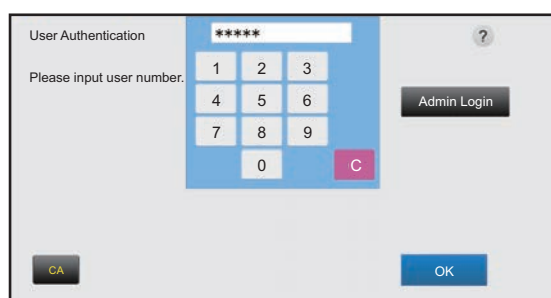 User Authentication
*****
?
Please input user number.
1 2 3
4 5 6
Admin Login
7 8 9
0 C
CA
OK